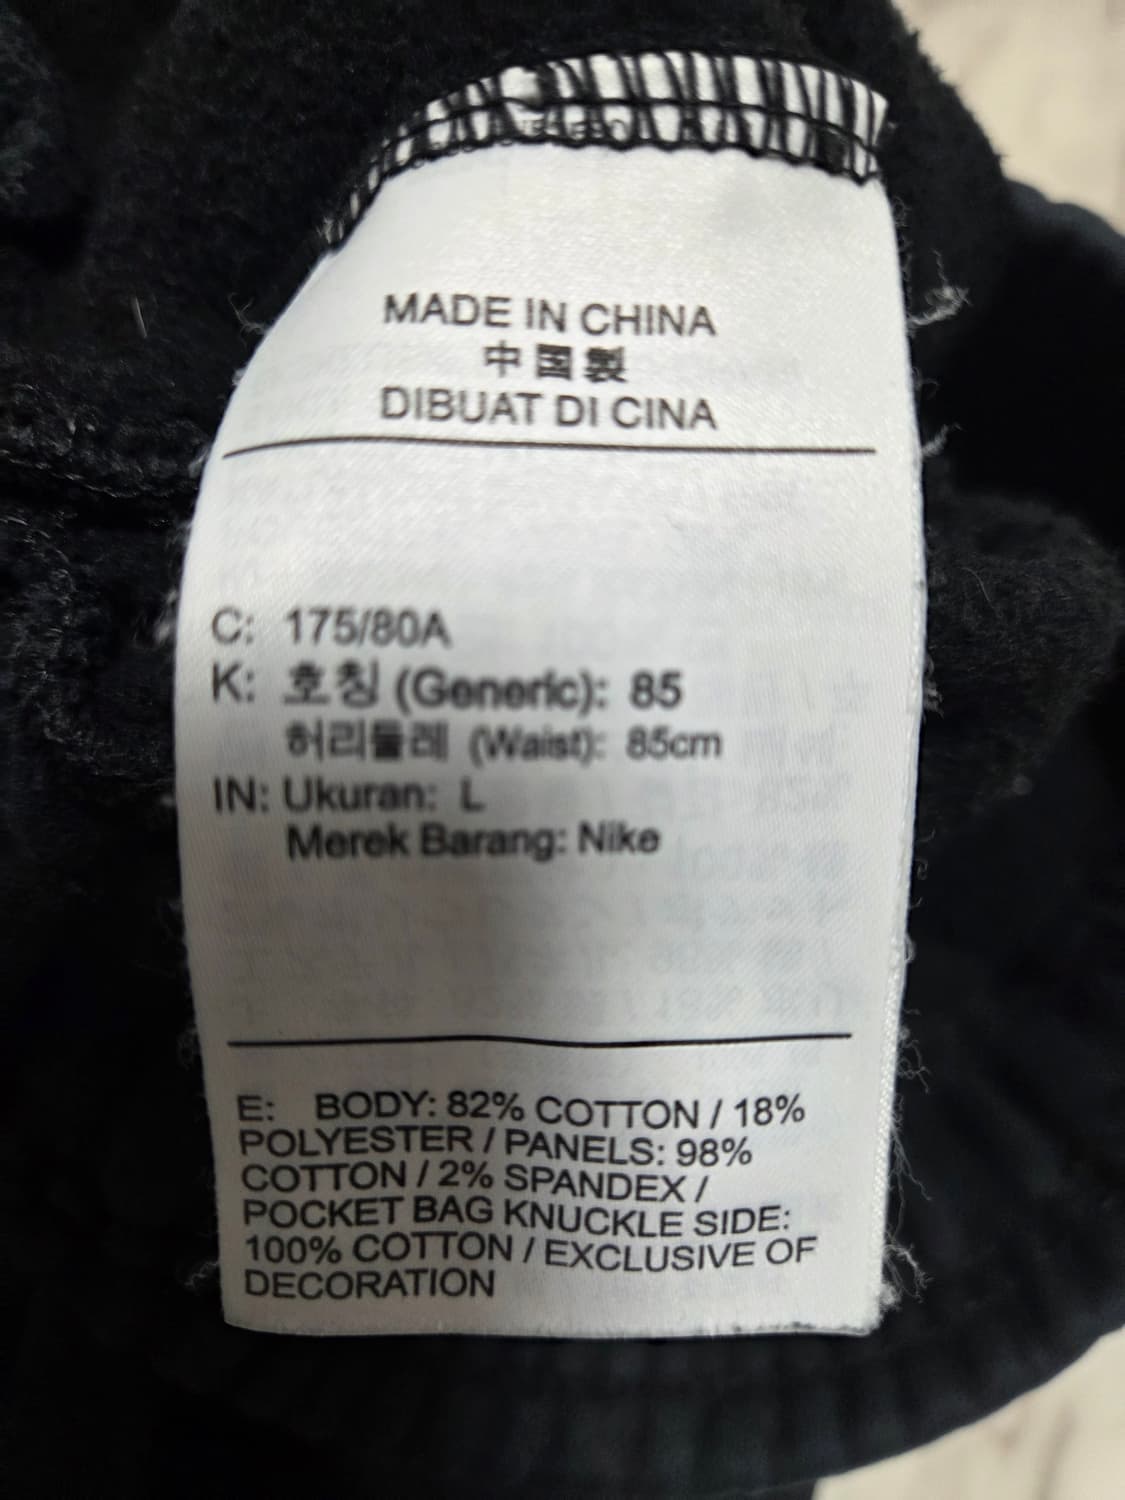 MADE IN CHINA
中国製
DIBUAT DI CINA
C: 175/80A
K: 호칭 (Generic): 85
허리둘레 (Waist): 85cm
IN: Ukuran: L
Merek Barang: Nike
E: BODY: 82% COTTON / 18%
POLYESTER / PANELS: 98%
COTTON / 2% SPANDEX /
POCKET BAG KNUCKLE SIDE:
100% COTTON / EXCLUSIVE OF
DECORATION